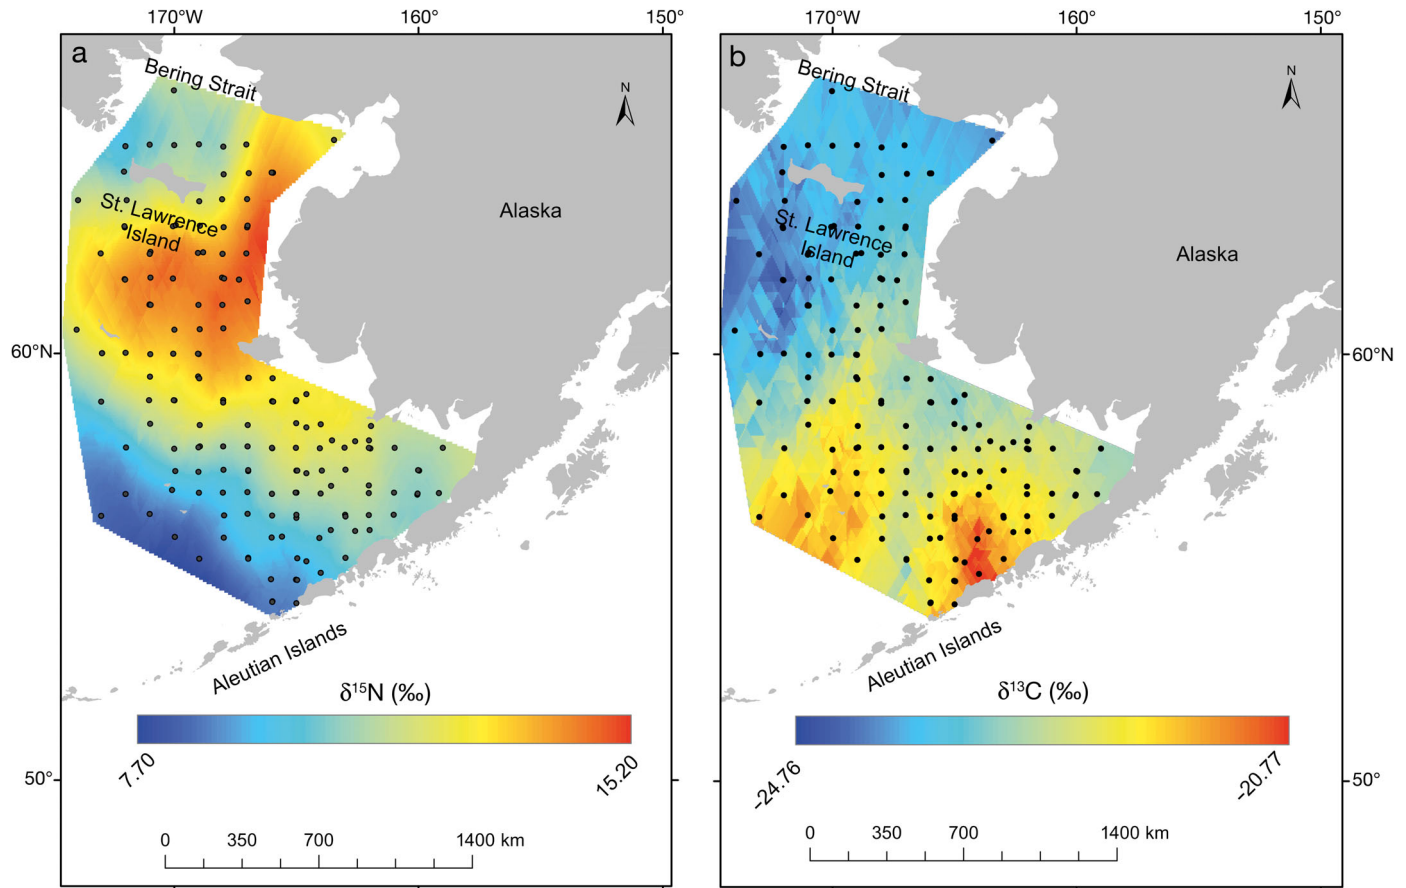 170°W 160° 150°
a
Bering Strait
N
St. Lawrence
Island
Alaska
60°N
Aleutian Islands
δ¹⁵N (‰)
7.70 15.20
50°
0 350 700 1400 km
170°W 160° 150°
b
Bering Strait
N
St. Lawrence
Island
Alaska
60°N
Aleutian Islands
δ¹³C (‰)
-24.76 -20.77
50°
0 350 700 1400 km